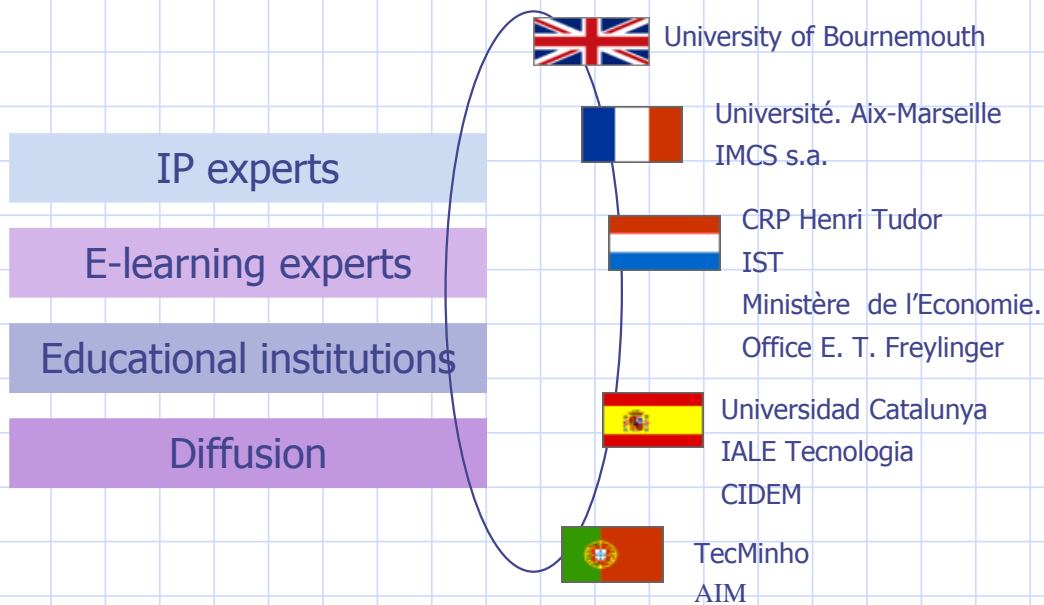 IP experts
E-learning experts
Educational institutions
Diffusion
University of Bournemouth
Université. Aix-Marseille
IMCS s.a.
CRP Henri Tudor
IST
Ministère de l’Economie.
Office E. T. Freylinger
Universidad Catalunya
IALE Tecnologia
CIDEM
TecMinho
AIM